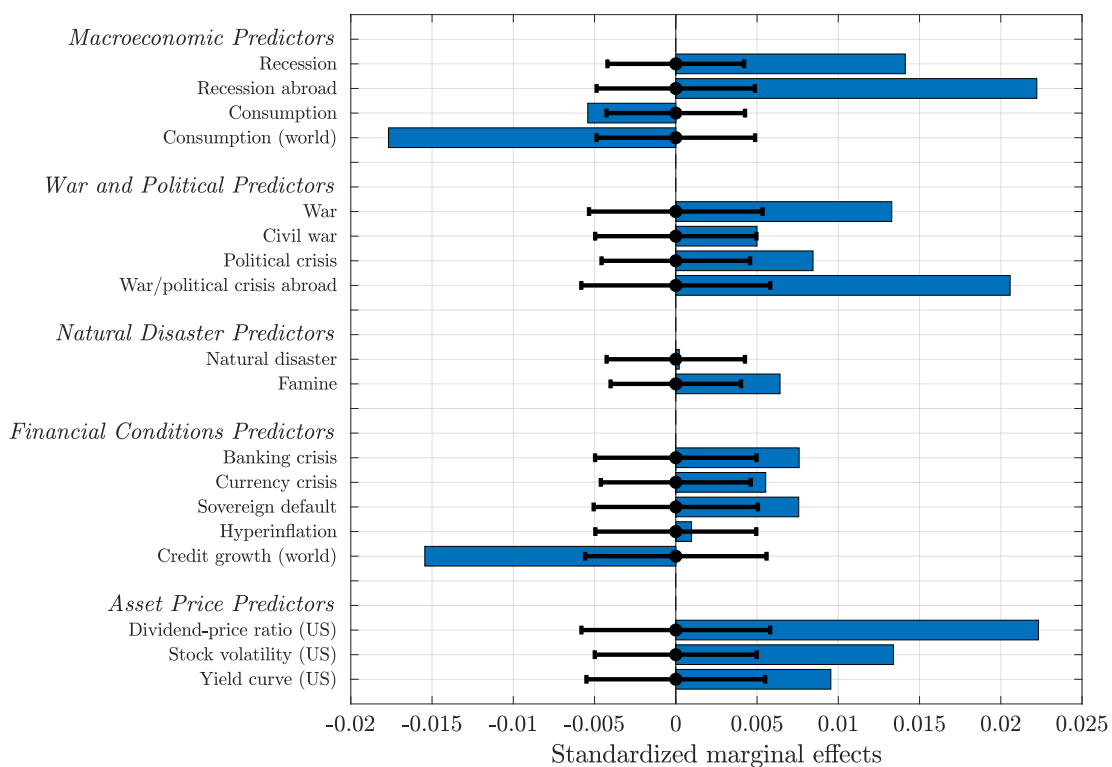 Macroeconomic Predictors
Recession
Recession abroad
Consumption
Consumption (world)
War and Political Predictors
War
Civil war
Political crisis
War/political crisis abroad
Natural Disaster Predictors
Natural disaster
Famine
Financial Conditions Predictors
Banking crisis
Currency crisis
Sovereign default
Hyperinflation
Credit growth (world)
Asset Price Predictors
Dividend-price ratio (US)
Stock volatility (US)
Yield curve (US)
-0.02 -0.015 -0.01 -0.005 0 0.005 0.01 0.015 0.02 0.025
Standardized marginal effects